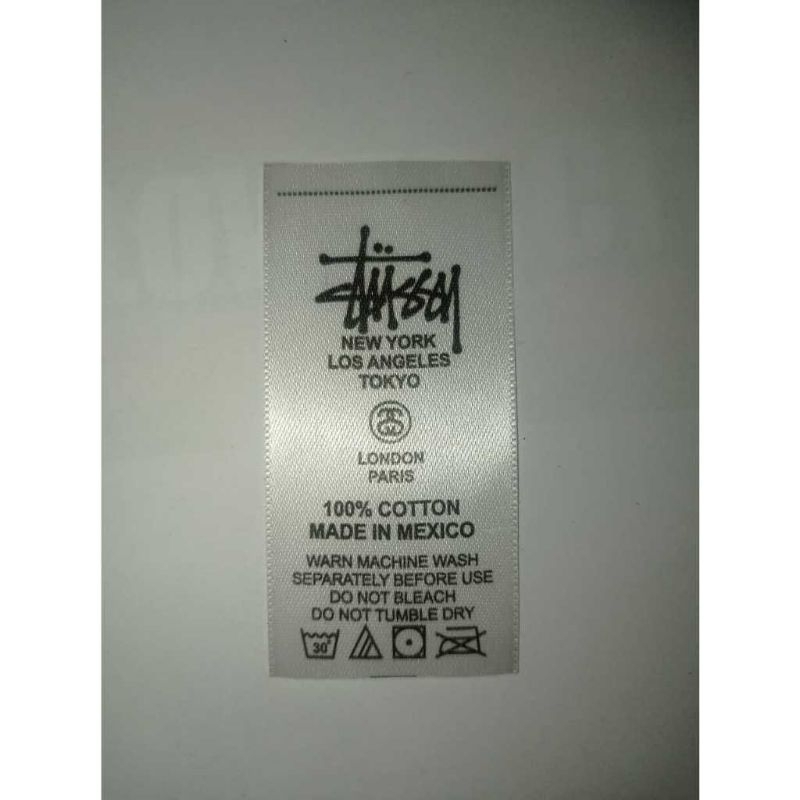 Stüssy
NEW YORK
LOS ANGELES
TOKYO
LONDON
PARIS
100% COTTON
MADE IN MEXICO
WARN MACHINE WASH
SEPARATELY BEFORE USE
DO NOT BLEACH
DO NOT TUMBLE DRY
30°